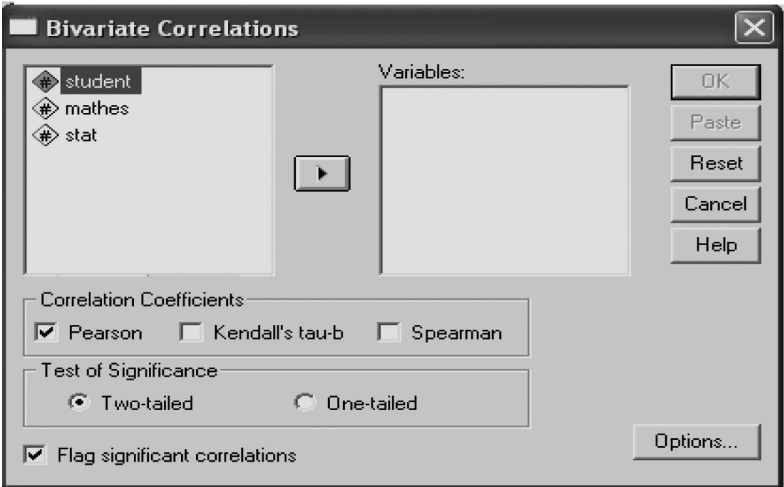 Bivariate Correlations
student
mathes
stat
Variables:
OK
Paste
Reset
Cancel
Help
Correlation Coefficients
Pearson Kendall's tau-b Spearman
Test of Significance
Two-tailed One-tailed
Flag significant correlations
Options...